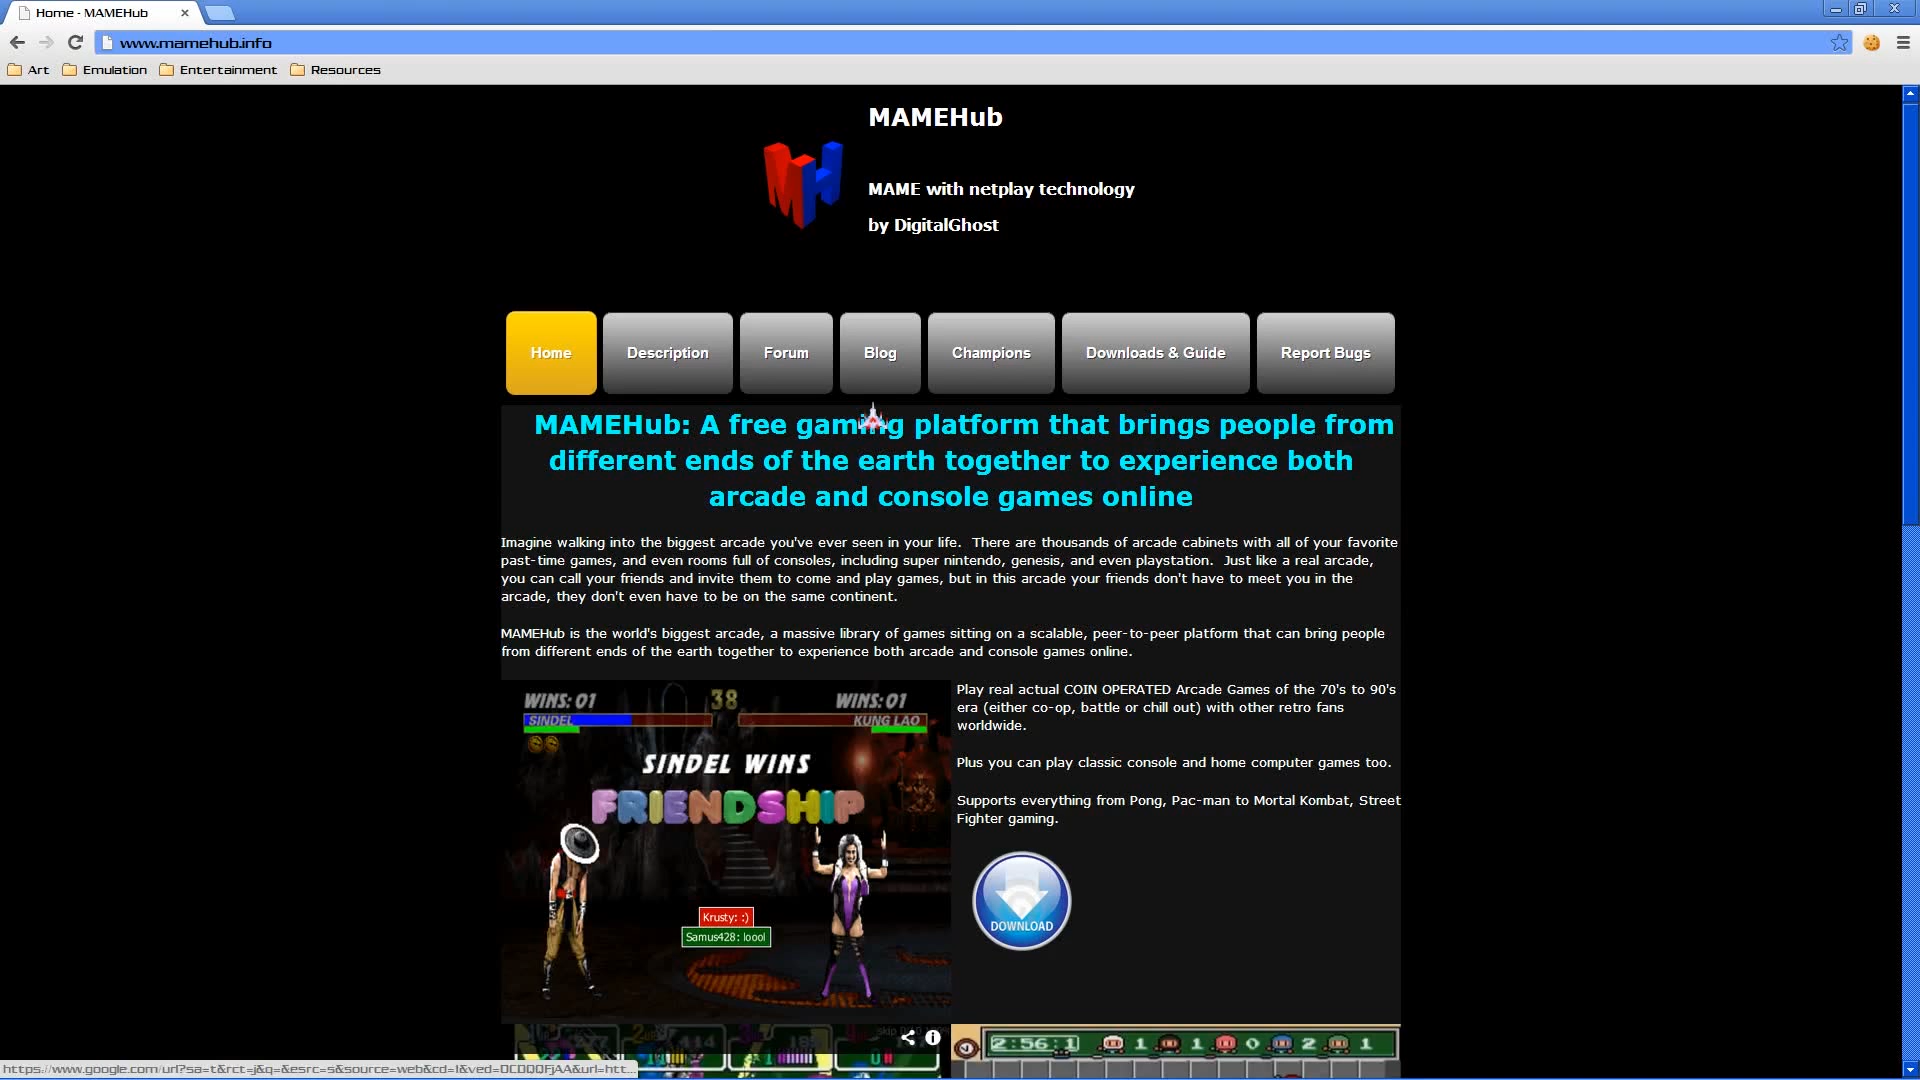 Home - MAMEHub
www.mamehub.info
Art
Emulation
Entertainment
Resources
MAMEHub
MAME with netplay technology
by DigitalGhost
Home
Description
Forum
Blog
Champions
Downloads & Guide
Report Bugs
MAMEHub: A free gaming platform that brings people from
different ends of the earth together to experience both
arcade and console games online
Imagine walking into the biggest arcade you've ever seen in your life.  There are thousands of arcade cabinets with all of your favorite
past-time games, and even rooms full of consoles, including super nintendo, genesis, and even playstation.  Just like a real arcade,
you can call your friends and invite them to come and play games, but in this arcade your friends don't have to meet you in the
arcade, they don't even have to be on the same continent.
MAMEHub is the world's biggest arcade, a massive library of games sitting on a scalable, peer-to-peer platform that can bring people
from different ends of the earth together to experience both arcade and console games online.
WINS: 01
38
WINS: 01
SINDEL
KUNG LAO
SINDEL WINS
FRIENDSHIP
Krusty: :)
Samus428: loool
Play real actual COIN OPERATED Arcade Games of the 70's to 90's
era (either co-op, battle or chill out) with other retro fans
worldwide.
Plus you can play classic console and home computer games too.
Supports everything from Pong, Pac-man to Mortal Kombat, Street
Fighter gaming.
DOWNLOAD
2:56:1
1
1
0
2
1
https://www.google.com/url?sa=t&rct=j&q=&esrc=s&source=web&cd=1&ved=0CDQQFjAA&url=htt...